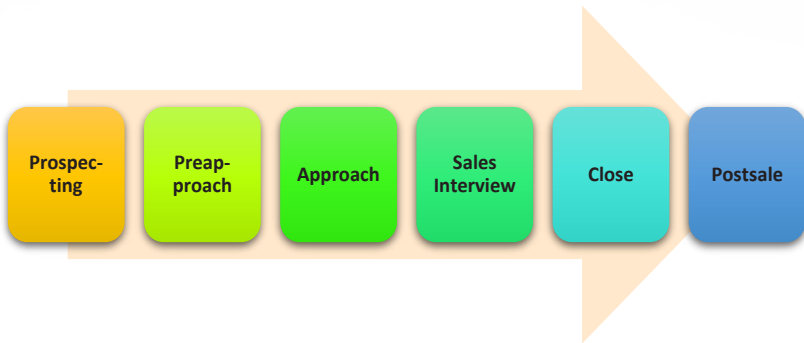 Prospec-
ting
Preap-
proach
Approach
Sales
Interview
Close
Postsale